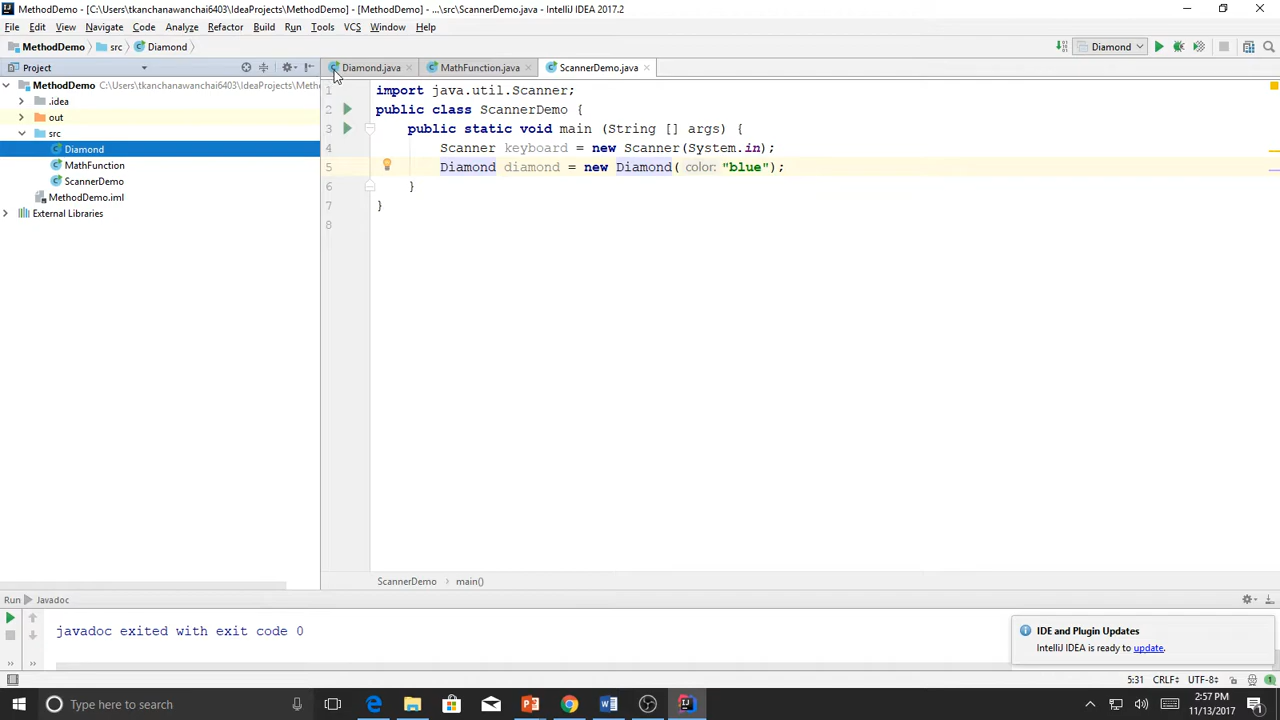 MethodDemo - [C:\Users\tkanchanawanchai6403\IdeaProjects\MethodDemo] - [MethodDemo] - ...\src\ScannerDemo.java - IntelliJ IDEA 2017.2
File Edit View Navigate Code Analyze Refactor Build Run Tools VCS Window Help
MethodDemo src Diamond Diamond
Project Diamond.java MathFunction.java ScannerDemo.java
MethodDemo C:\Users\tkanchanawanchai6403\IdeaProjects\Metho
.idea
out
src
Diamond
MathFunction
ScannerDemo
MethodDemo.iml
External Libraries
1 import java.util.Scanner;
2 public class ScannerDemo {
3 public static void main (String [] args) {
4 Scanner keyboard = new Scanner(System.in);
5 Diamond diamond = new Diamond( color: "blue");
6 }
7 }
8
ScannerDemo main()
Run Javadoc
javadoc exited with exit code 0
IDE and Plugin Updates
IntelliJ IDEA is ready to update.
5:31 CRLF÷ UTF-8÷
Type here to search
2:57 PM
11/13/2017